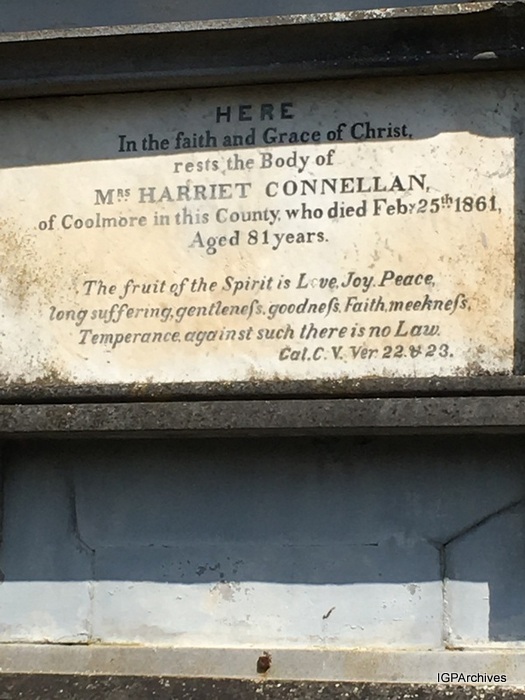 HERE
In the faith and Grace of Christ,
rests the Body of
Mrs HARRIET CONNELLAN,
of Coolmore in this County, who died Feby 25th 1861,
Aged 81 years.
The fruit of the Spirit is Love, Joy, Peace,
long suffering, gentleneſs, goodneſs, Faith, meekneſs,
Temperance, against such there is no Law.
Gal. C. V. Ver 22. & 23.
IGPArchives